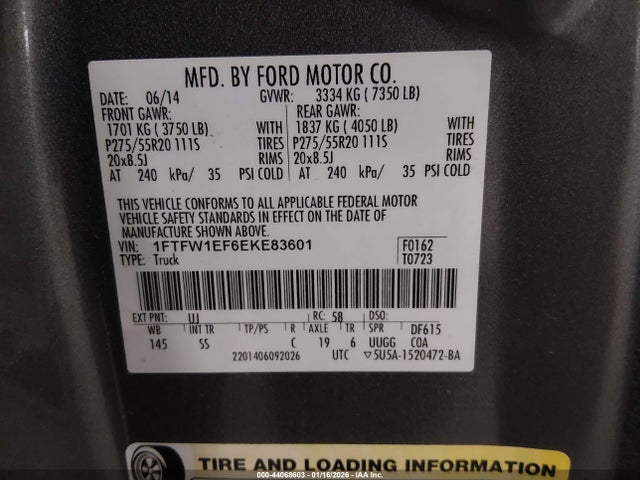 MFD. BY FORD MOTOR CO.
DATE: 06/14 GVWR: 3334 KG ( 7350 LB)
FRONT GAWR: REAR GAWR:
1701 KG ( 3750 LB) WITH 1837 KG ( 4050 LB) WITH
P275/55R20 111S TIRES P275/55R20 111S TIRES
20x8.5J RIMS 20x8.5J RIMS
AT 240 kPa/ 35 PSI COLD AT 240 kPa/ 35 PSI COLD
THIS VEHICLE CONFORMS TO ALL APPLICABLE FEDERAL MOTOR
VEHICLE SAFETY STANDARDS IN EFFECT ON THE DATE OF
MANUFACTURE SHOWN ABOVE.
VIN: 1FTFW1EF6EKE83601 F0162
TYPE: Truck T0723
EXT PNT: UJ RC: 58 DSO:
WB INT TR TP/PS R AXLE TR SPR DF615
145 SS C 19 6 UUGG COA
2201406092026 UTC ▽5U5A-1520472-BA
TIRE AND LOADING INFORMATION
000-44068603 - 01/16/2026 - IAA Inc.